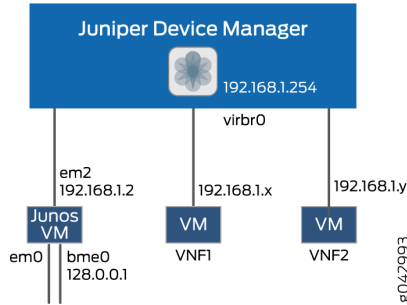 Juniper Device Manager
192.168.1.254
virbr0
em2
192.168.1.2
192.168.1.x
192.168.1.y
Junos
VM
VM
VM
em0
bme0
128.0.0.1
VNF1
VNF2
g042993